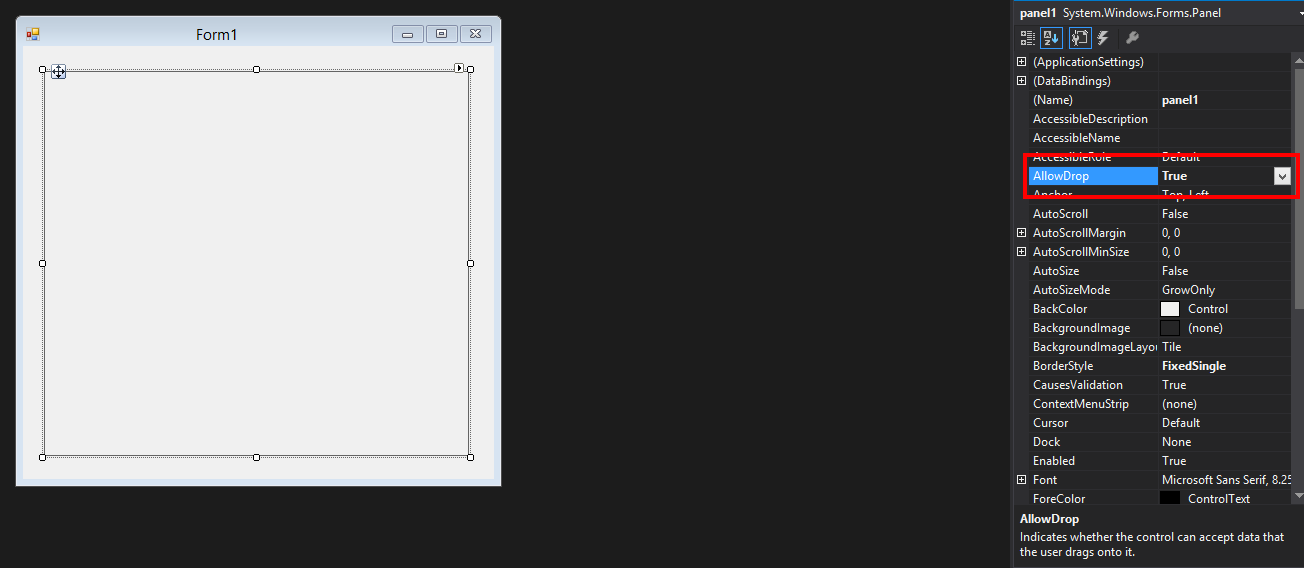 Form1
panel1 System.Windows.Forms.Panel
(ApplicationSettings)
(DataBindings)
(Name) panel1
AccessibleDescription
AccessibleName
AccessibleRole Default
AllowDrop True
Anchor Top, Left
AutoScroll False
AutoScrollMargin 0, 0
AutoScrollMinSize 0, 0
AutoSize False
AutoSizeMode GrowOnly
BackColor Control
BackgroundImage (none)
BackgroundImageLayou Tile
BorderStyle FixedSingle
CausesValidation True
ContextMenuStrip (none)
Cursor Default
Dock None
Enabled True
Font Microsoft Sans Serif, 8.25
ForeColor ControlText
AllowDrop
Indicates whether the control can accept data that
the user drags onto it.